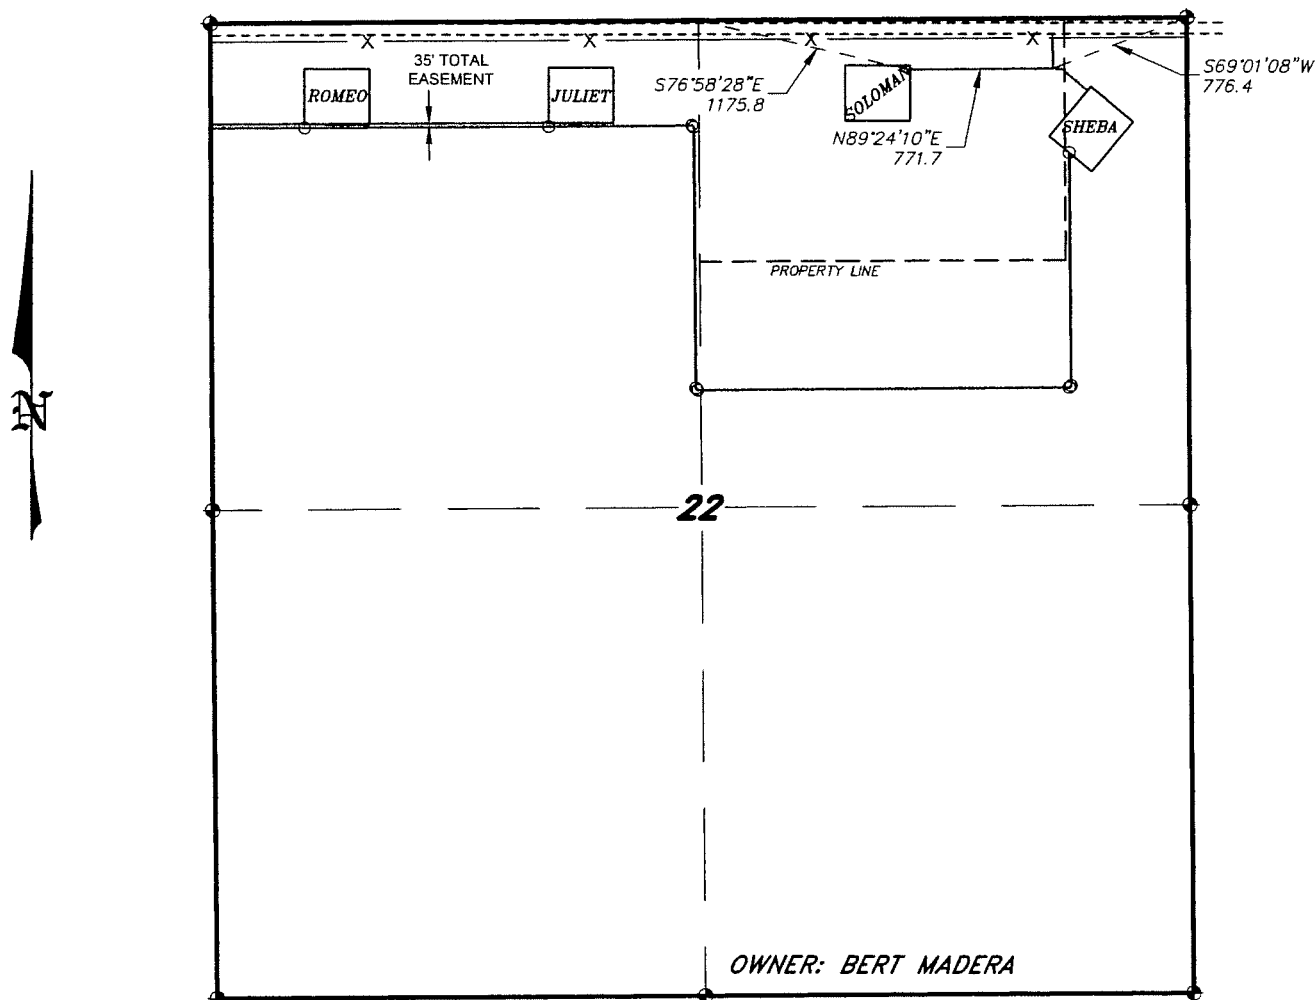 35' TOTAL
EASEMENT
S76°58'28"E
1175.8
S69°01'08"W
776.4
ROMEO
JULIET
SOLOMAN
SHEBA
N89°24'10"E
771.7
PROPERTY LINE
X X X X
N
22
OWNER: BERT MADERA